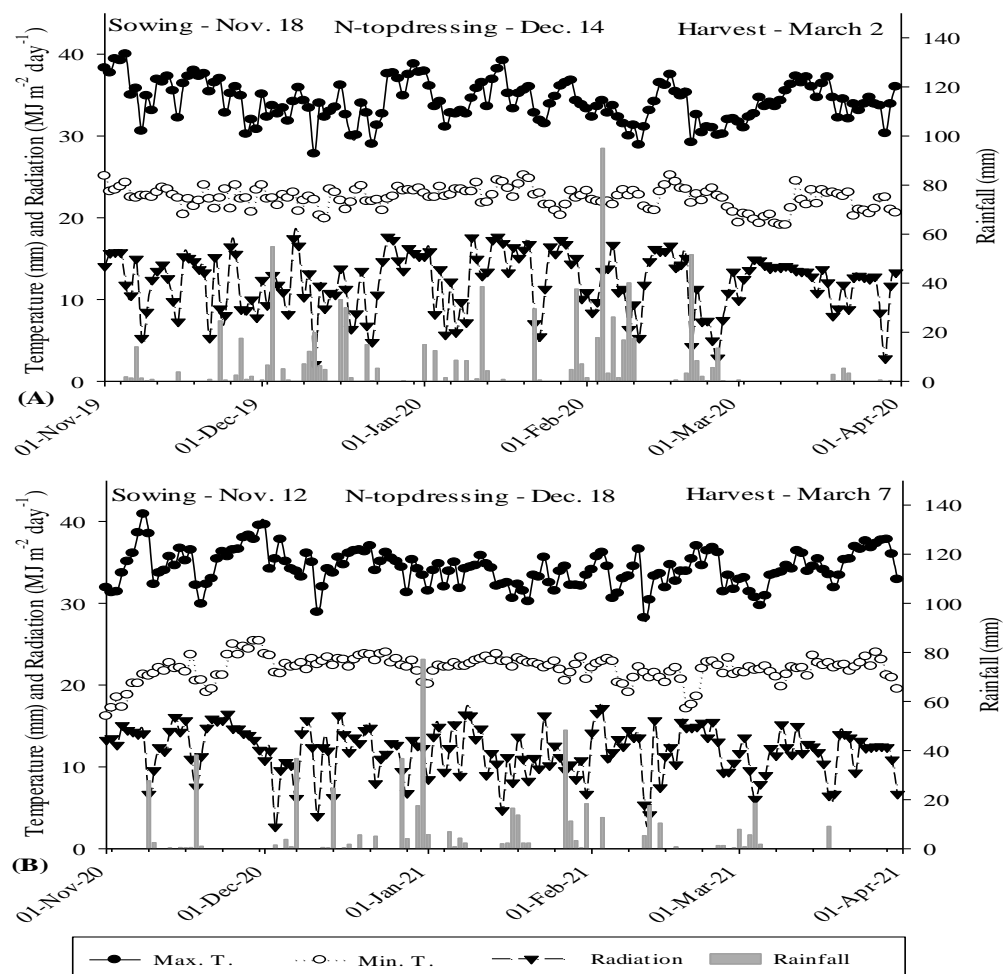 Sowing - Nov. 18 N-topdressing - Dec. 14 Harvest - March 2
Temperature (mm) and Radiation (MJ m-2 day-1)
40
30
20
10
0
140
120
100
80
60
40
20
0
Rainfall (mm)
(A)
01-Nov-19
01-Dec-19
01-Jan-20
01-Feb-20
01-Mar-20
01-Apr-20
Sowing - Nov. 12 N-topdressing - Dec. 18 Harvest - March 7
Temperature (mm) and Radiation (MJ m-2 day-1)
40
30
20
10
0
140
120
100
80
60
40
20
0
Rainfall (mm)
(B)
01-Nov-20
01-Dec-20
01-Jan-21
01-Feb-21
01-Mar-21
01-Apr-21
Max. T. Min. T. Radiation Rainfall